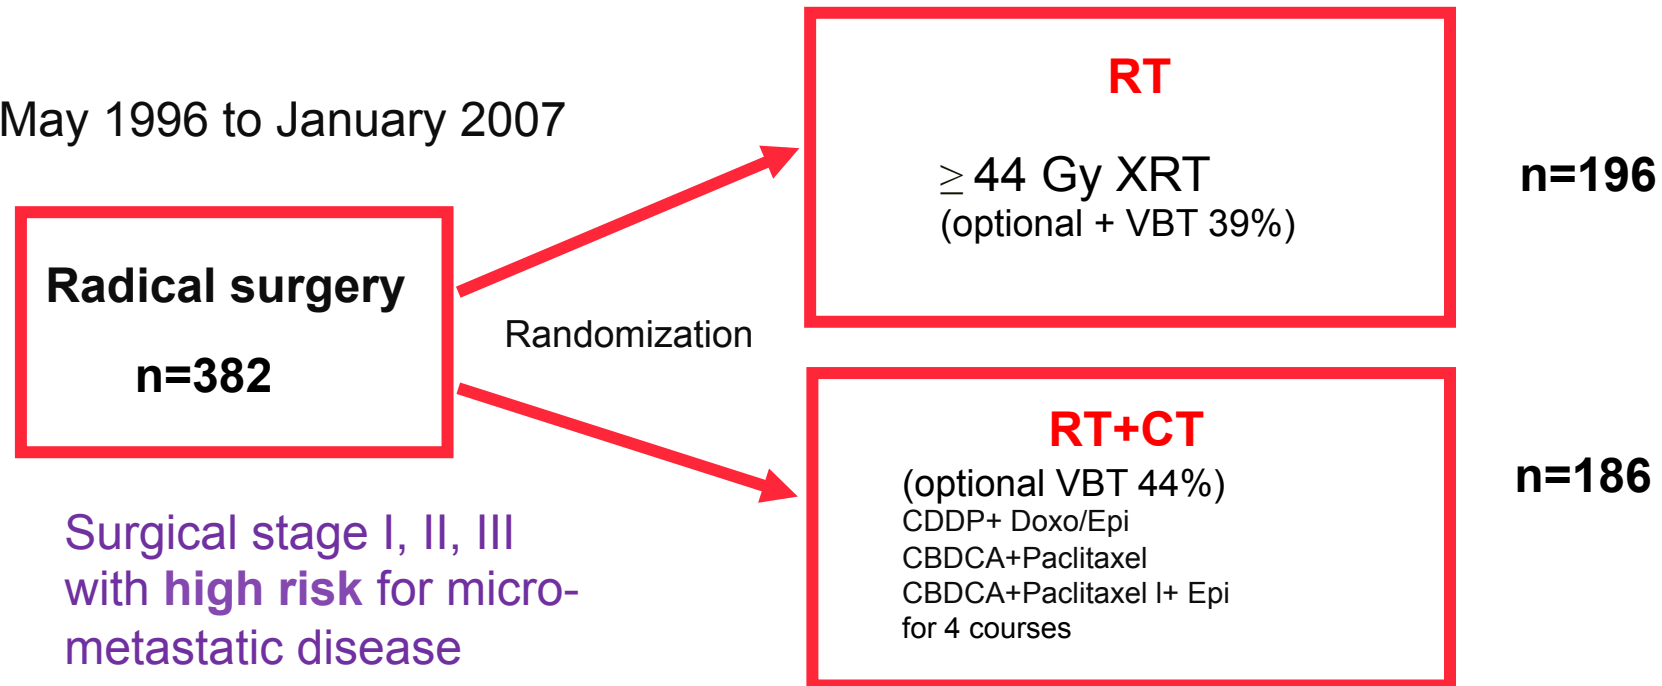 May 1996 to January 2007
Radical surgery
n=382
Surgical stage I, II, III
with high risk for micro-
metastatic disease
Randomization
RT
≥ 44 Gy XRT
(optional + VBT 39%)
n=196
RT+CT
(optional VBT 44%)
CDDP+ Doxo/Epi
CBDCA+Paclitaxel
CBDCA+Paclitaxel l+ Epi
for 4 courses
n=186